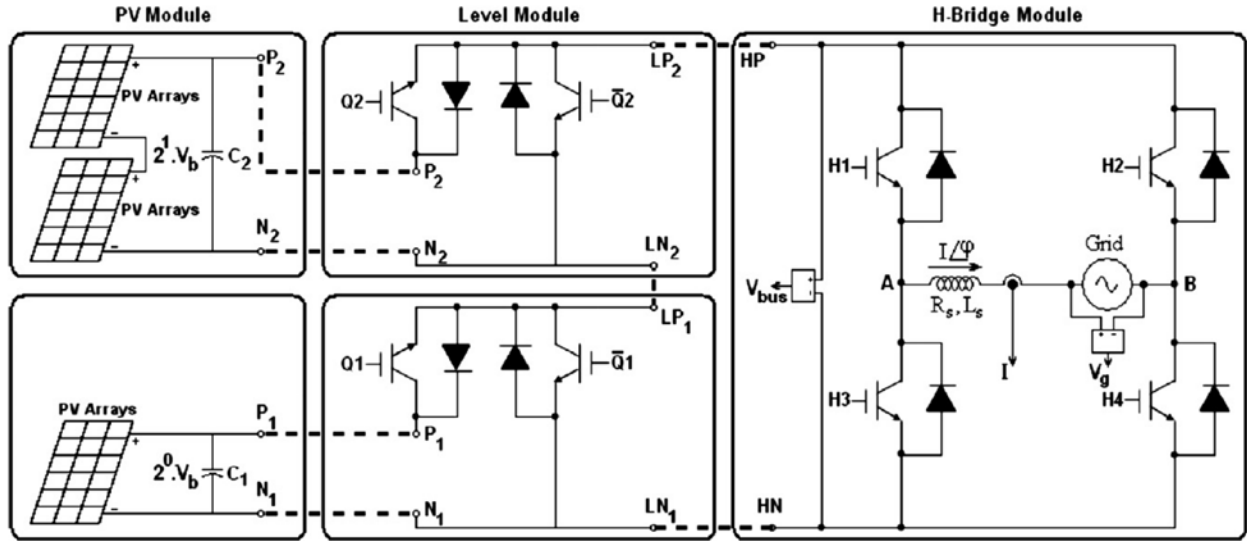 PV Module
Level Module
H-Bridge Module
P2
LP2
HP
+
PV Arrays
Q2
Q̅2
−
2¹.Vb
C2
P2
H1
H2
+
PV Arrays
N2
N2
LN2
Grid
−
I∠φ
Vbus
A
B
Rs, Ls
LP1
I
Vg
Q1
Q̅1
H3
H4
PV Arrays
P1
+
P1
2⁰.Vb
C1
N1
−
N1
LN1
HN